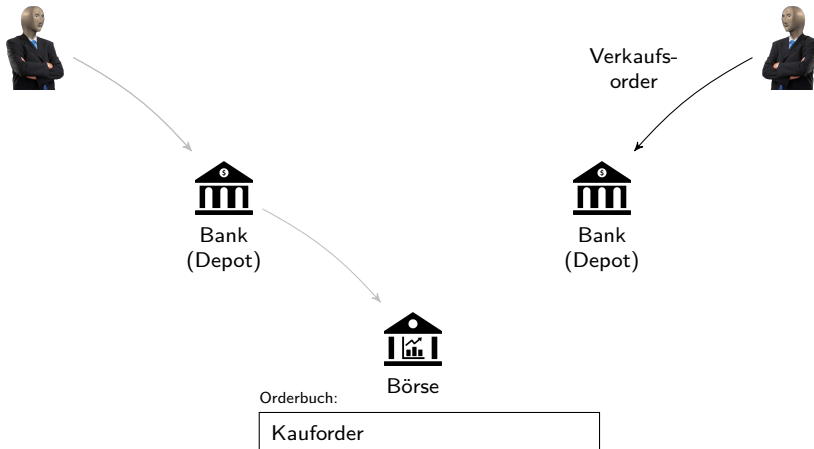 Verkaufs-
order
Bank
(Depot)
Bank
(Depot)
Börse
Orderbuch:
Kauforder